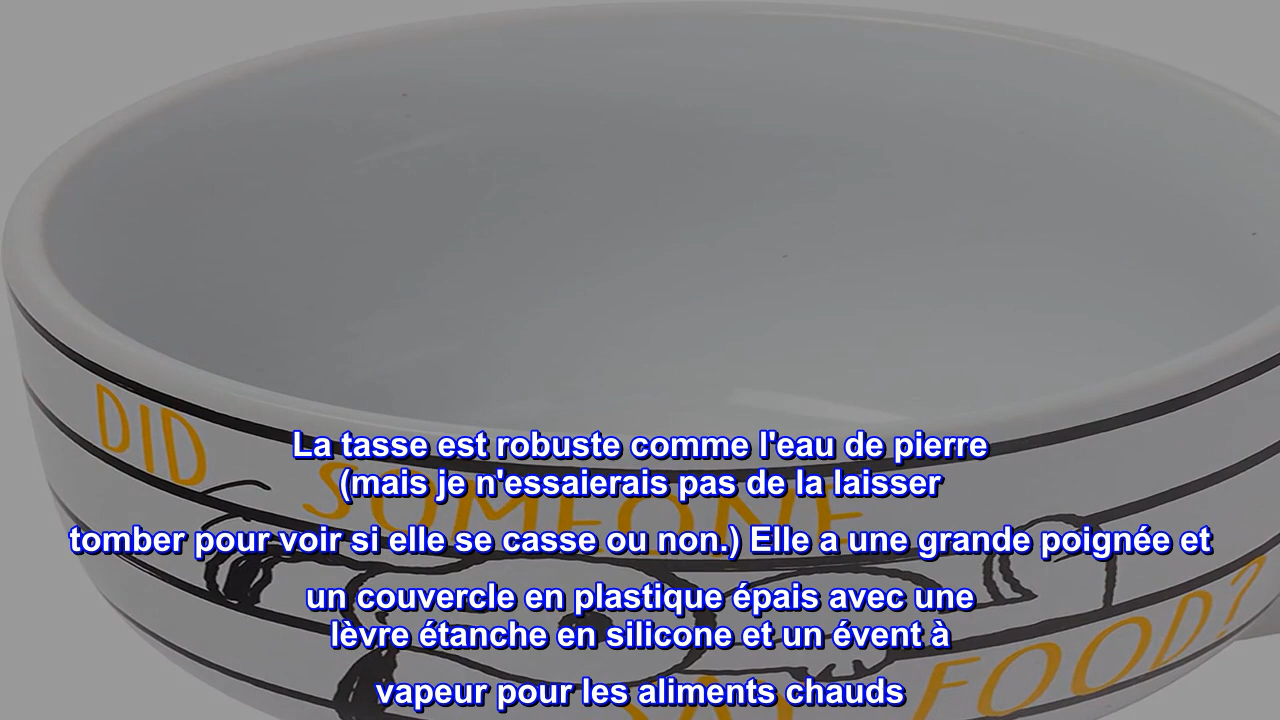 La tasse est robuste comme l'eau de pierre
(mais je n'essaierais pas de la laisser
tomber pour voir si elle se casse ou non.) Elle a une grande poignée et
un couvercle en plastique épais avec une
lèvre étanche en silicone et un évent à
vapeur pour les aliments chauds
DID SOMEONE
SAY FOOD?